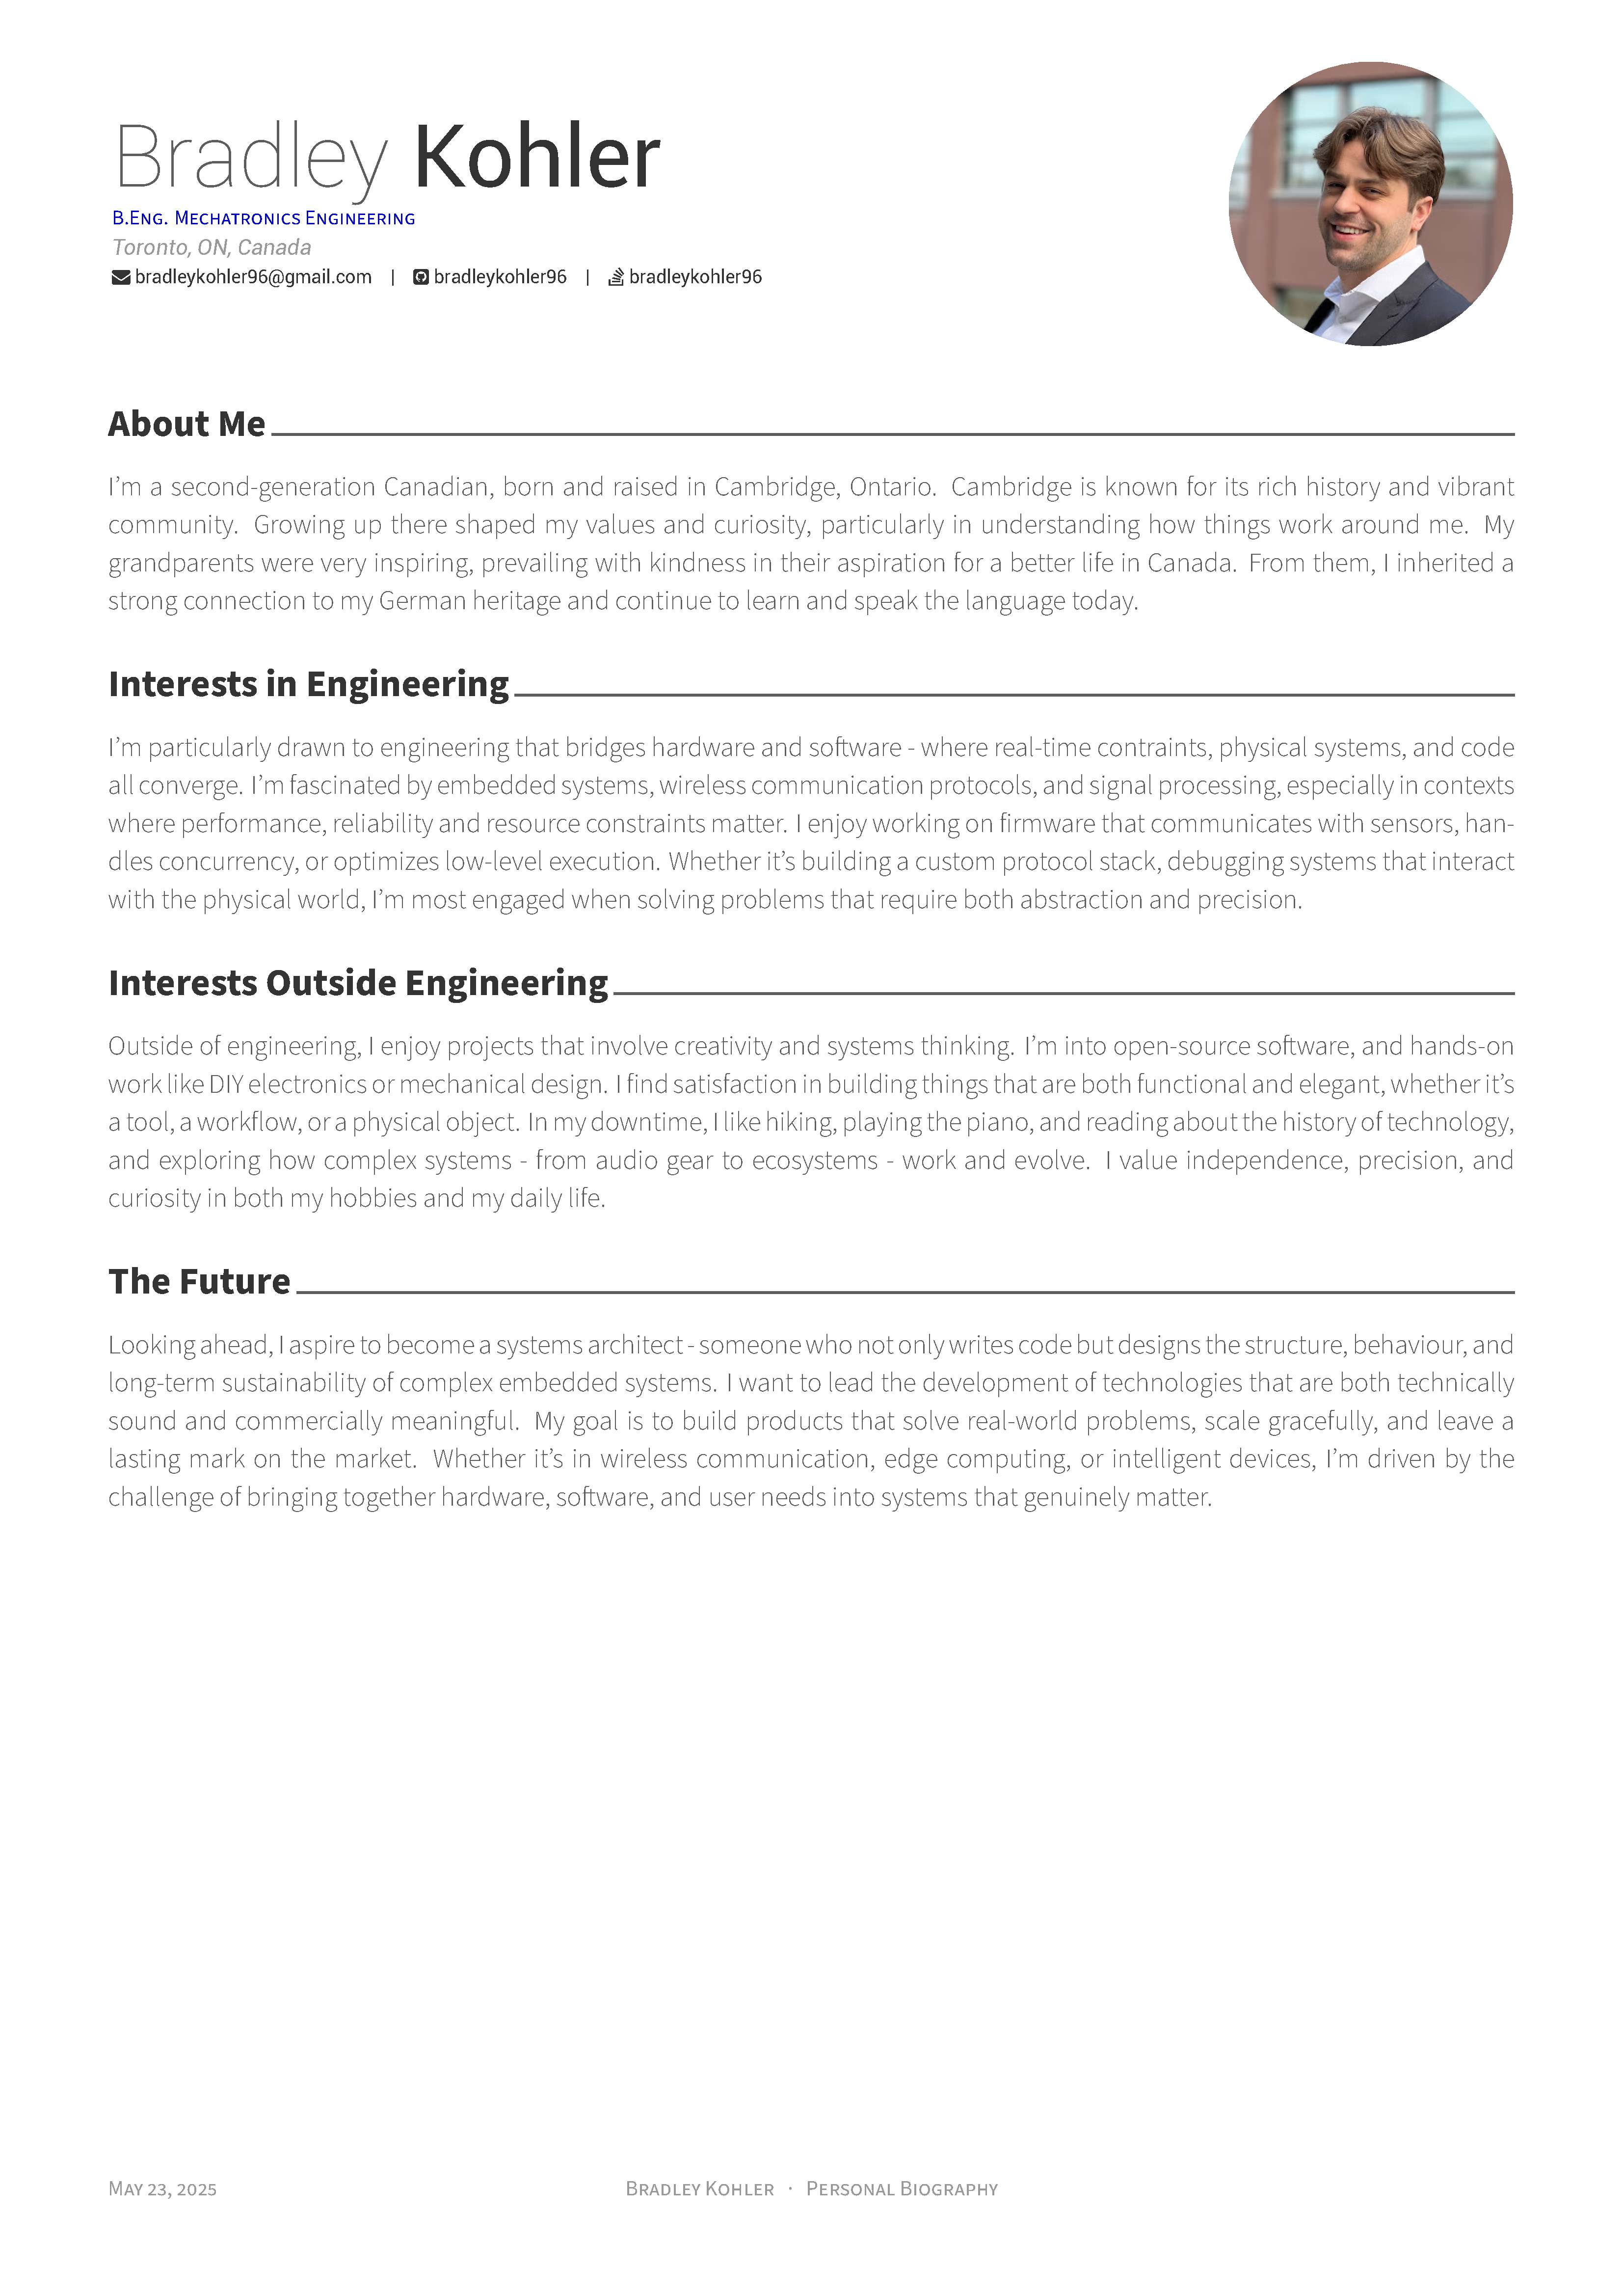 Bradley Kohler
B.Eng. Mechatronics Engineering
Toronto, ON, Canada
bradleykohler96@gmail.com | bradleykohler96 | bradleykohler96
About Me
I'm a second-generation Canadian, born and raised in Cambridge, Ontario. Cambridge is known for its rich history and vibrant
community. Growing up there shaped my values and curiosity, particularly in understanding how things work around me. My
grandparents were very inspiring, prevailing with kindness in their aspiration for a better life in Canada. From them, I inherited a
strong connection to my German heritage and continue to learn and speak the language today.
Interests in Engineering
I'm particularly drawn to engineering that bridges hardware and software - where real-time contraints, physical systems, and code
all converge. I'm fascinated by embedded systems, wireless communication protocols, and signal processing, especially in contexts
where performance, reliability and resource constraints matter. I enjoy working on firmware that communicates with sensors, han-
dles concurrency, or optimizes low-level execution. Whether it's building a custom protocol stack, debugging systems that interact
with the physical world, I'm most engaged when solving problems that require both abstraction and precision.
Interests Outside Engineering
Outside of engineering, I enjoy projects that involve creativity and systems thinking. I'm into open-source software, and hands-on
work like DIY electronics or mechanical design. I find satisfaction in building things that are both functional and elegant, whether it's
a tool, a workflow, or a physical object. In my downtime, I like hiking, playing the piano, and reading about the history of technology,
and exploring how complex systems - from audio gear to ecosystems - work and evolve. I value independence, precision, and
curiosity in both my hobbies and my daily life.
The Future
Looking ahead, I aspire to become a systems architect - someone who not only writes code but designs the structure, behaviour, and
long-term sustainability of complex embedded systems. I want to lead the development of technologies that are both technically
sound and commercially meaningful. My goal is to build products that solve real-world problems, scale gracefully, and leave a
lasting mark on the market. Whether it's in wireless communication, edge computing, or intelligent devices, I'm driven by the
challenge of bringing together hardware, software, and user needs into systems that genuinely matter.
May 23, 2025 Bradley Kohler · Personal Biography